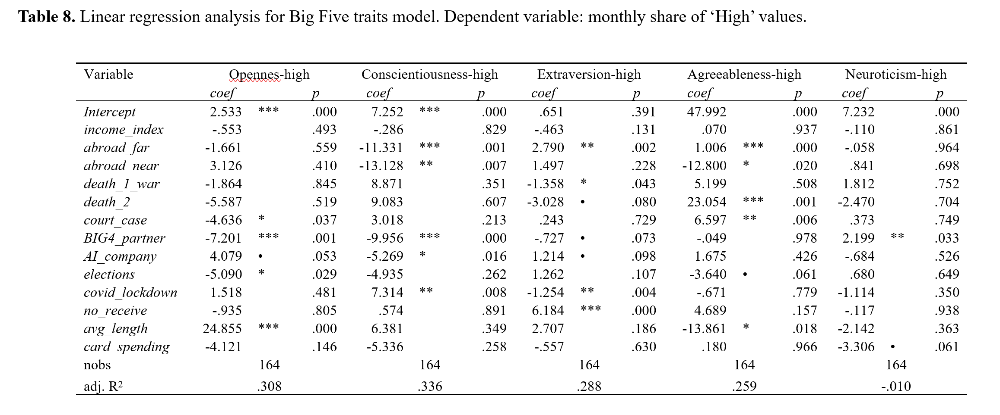 Table 8. Linear regression analysis for Big Five traits model. Dependent variable: monthly share of ‘High’ values.
Variable Opennes-high Conscientiousness-high Extraversion-high Agreeableness-high Neuroticism-high
coef p coef p coef p coef p coef p
Intercept 2.533 *** .000 7.252 *** .000 .651 .391 47.992 .000 7.232 .000
income_index -.553 .493 -.286 .829 -.463 .131 .070 .937 -.110 .861
abroad_far -1.661 .559 -11.331 *** .001 2.790 ** .002 1.006 *** .000 -.058 .964
abroad_near 3.126 .410 -13.128 ** .007 1.497 .228 -12.800 * .020 .841 .698
death_1_war -1.864 .845 8.871 .351 -1.358 * .043 5.199 .508 1.812 .752
death_2 -5.587 .519 9.083 .607 -3.028 • .080 23.054 *** .001 -2.470 .704
court_case -4.636 * .037 3.018 .213 .243 .729 6.597 ** .006 .373 .749
BIG4_partner -7.201 *** .001 -9.956 *** .000 -.727 • .073 -.049 .978 2.199 ** .033
AI_company 4.079 • .053 -5.269 * .016 1.214 • .098 1.675 .426 -.684 .526
elections -5.090 * .029 -4.935 .262 1.262 .107 -3.640 • .061 .680 .649
covid_lockdown 1.518 .481 7.314 ** .008 -1.254 ** .004 -.671 .779 -1.114 .350
no_receive -.935 .805 .574 .891 6.184 *** .000 4.689 .157 -.117 .938
avg_length 24.855 *** .000 6.381 .349 2.707 .186 -13.861 * .018 -2.142 .363
card_spending -4.121 .146 -5.336 .258 -.557 .630 .180 .966 -3.306 • .061
nobs 164 164 164 164 164
adj. R² .308 .336 .288 .259 -.010